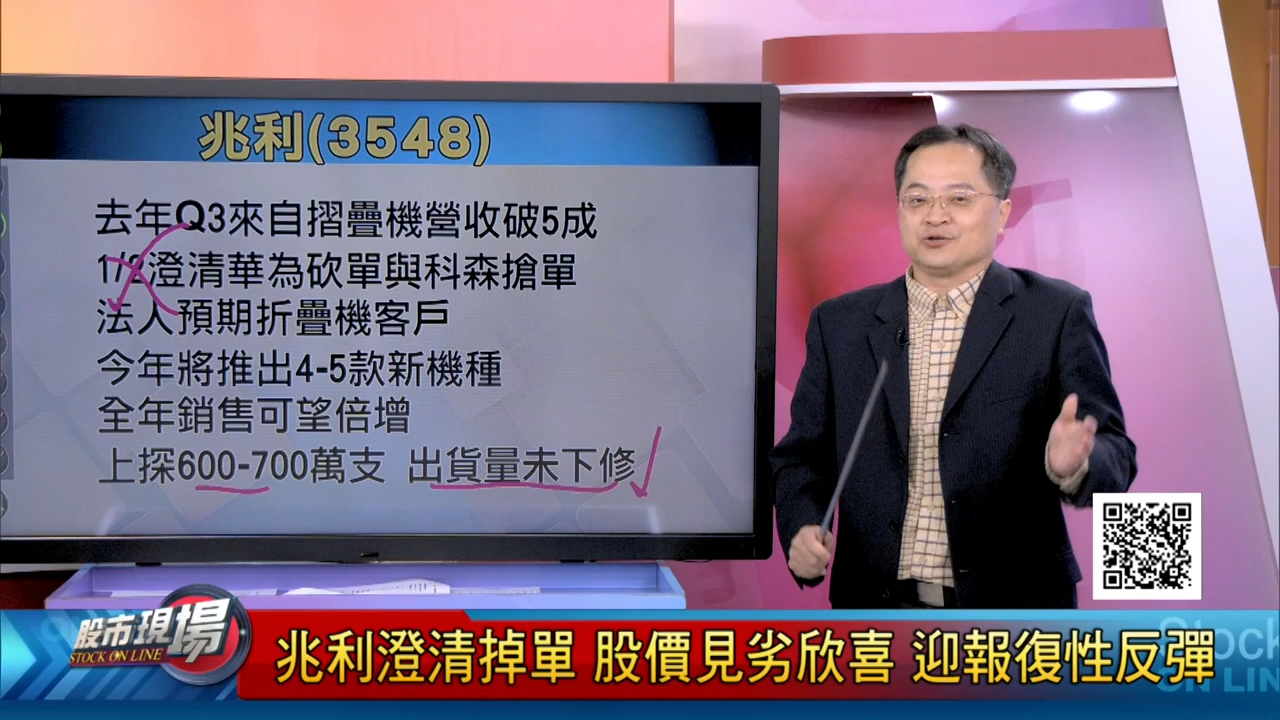 兆利(3548)
去年Q3來自摺疊機營收破5成
1/2澄清華為砍單與科森搶單
法人預期折疊機客戶
今年將推出4-5款新機種
全年銷售可望倍增
上探600-700萬支 出貨量未下修
股市現場
STOCK ON LINE
兆利澄清掉單 股價見劣欣喜 迎報復性反彈
Stock
ON LIN